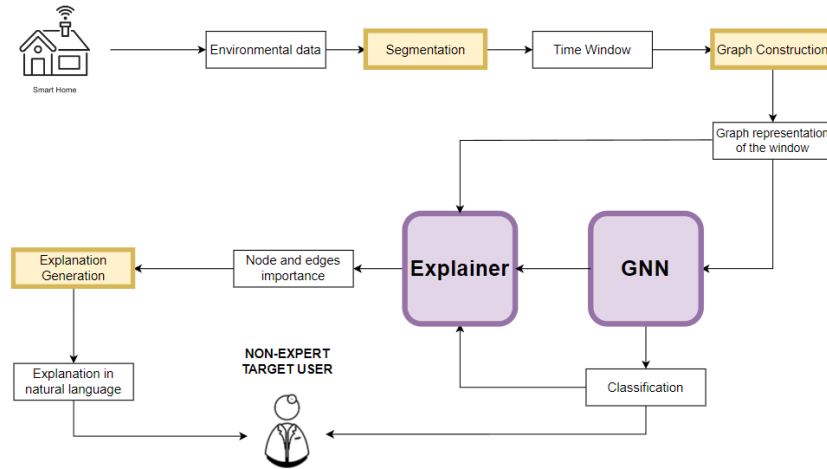 Smart Home
Environmental data
Segmentation
Time Window
Graph Construction
Graph representation
of the window
Explanation
Generation
Node and edges
importance
Explainer
GNN
Explanation in
natural language
NON-EXPERT
TARGET USER
Classification